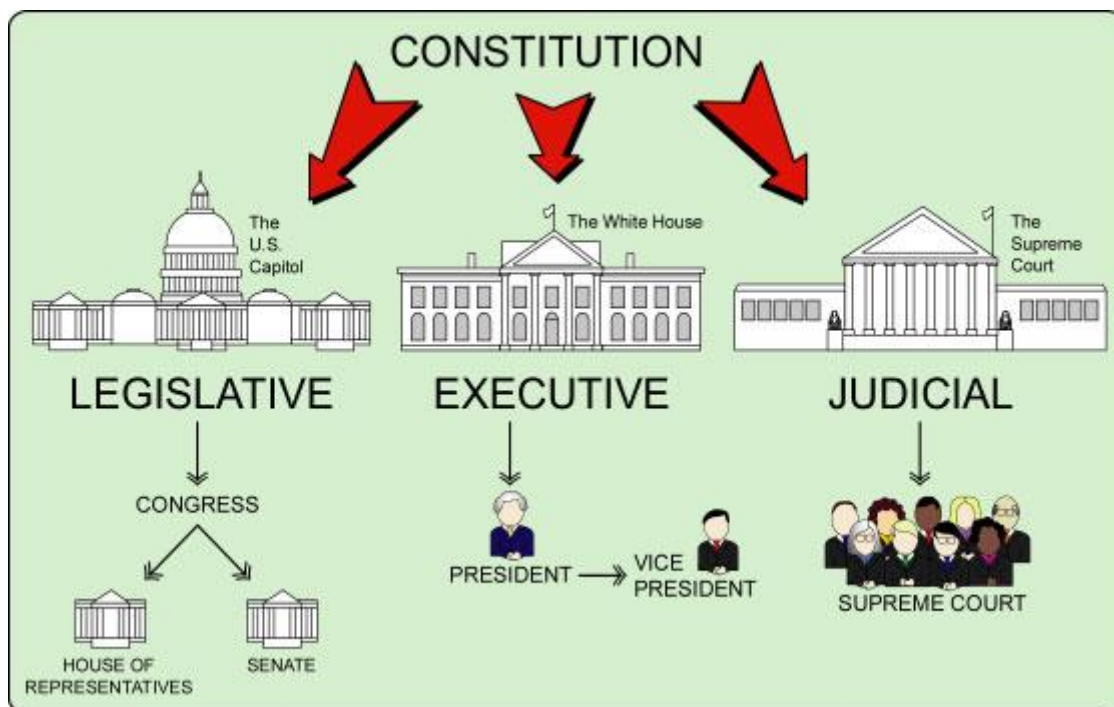 CONSTITUTION
The
U.S.
Capitol
The White House
The
Supreme
Court
LEGISLATIVE
EXECUTIVE
JUDICIAL
CONGRESS
HOUSE OF
REPRESENTATIVES
SENATE
PRESIDENT
VICE
PRESIDENT
SUPREME COURT